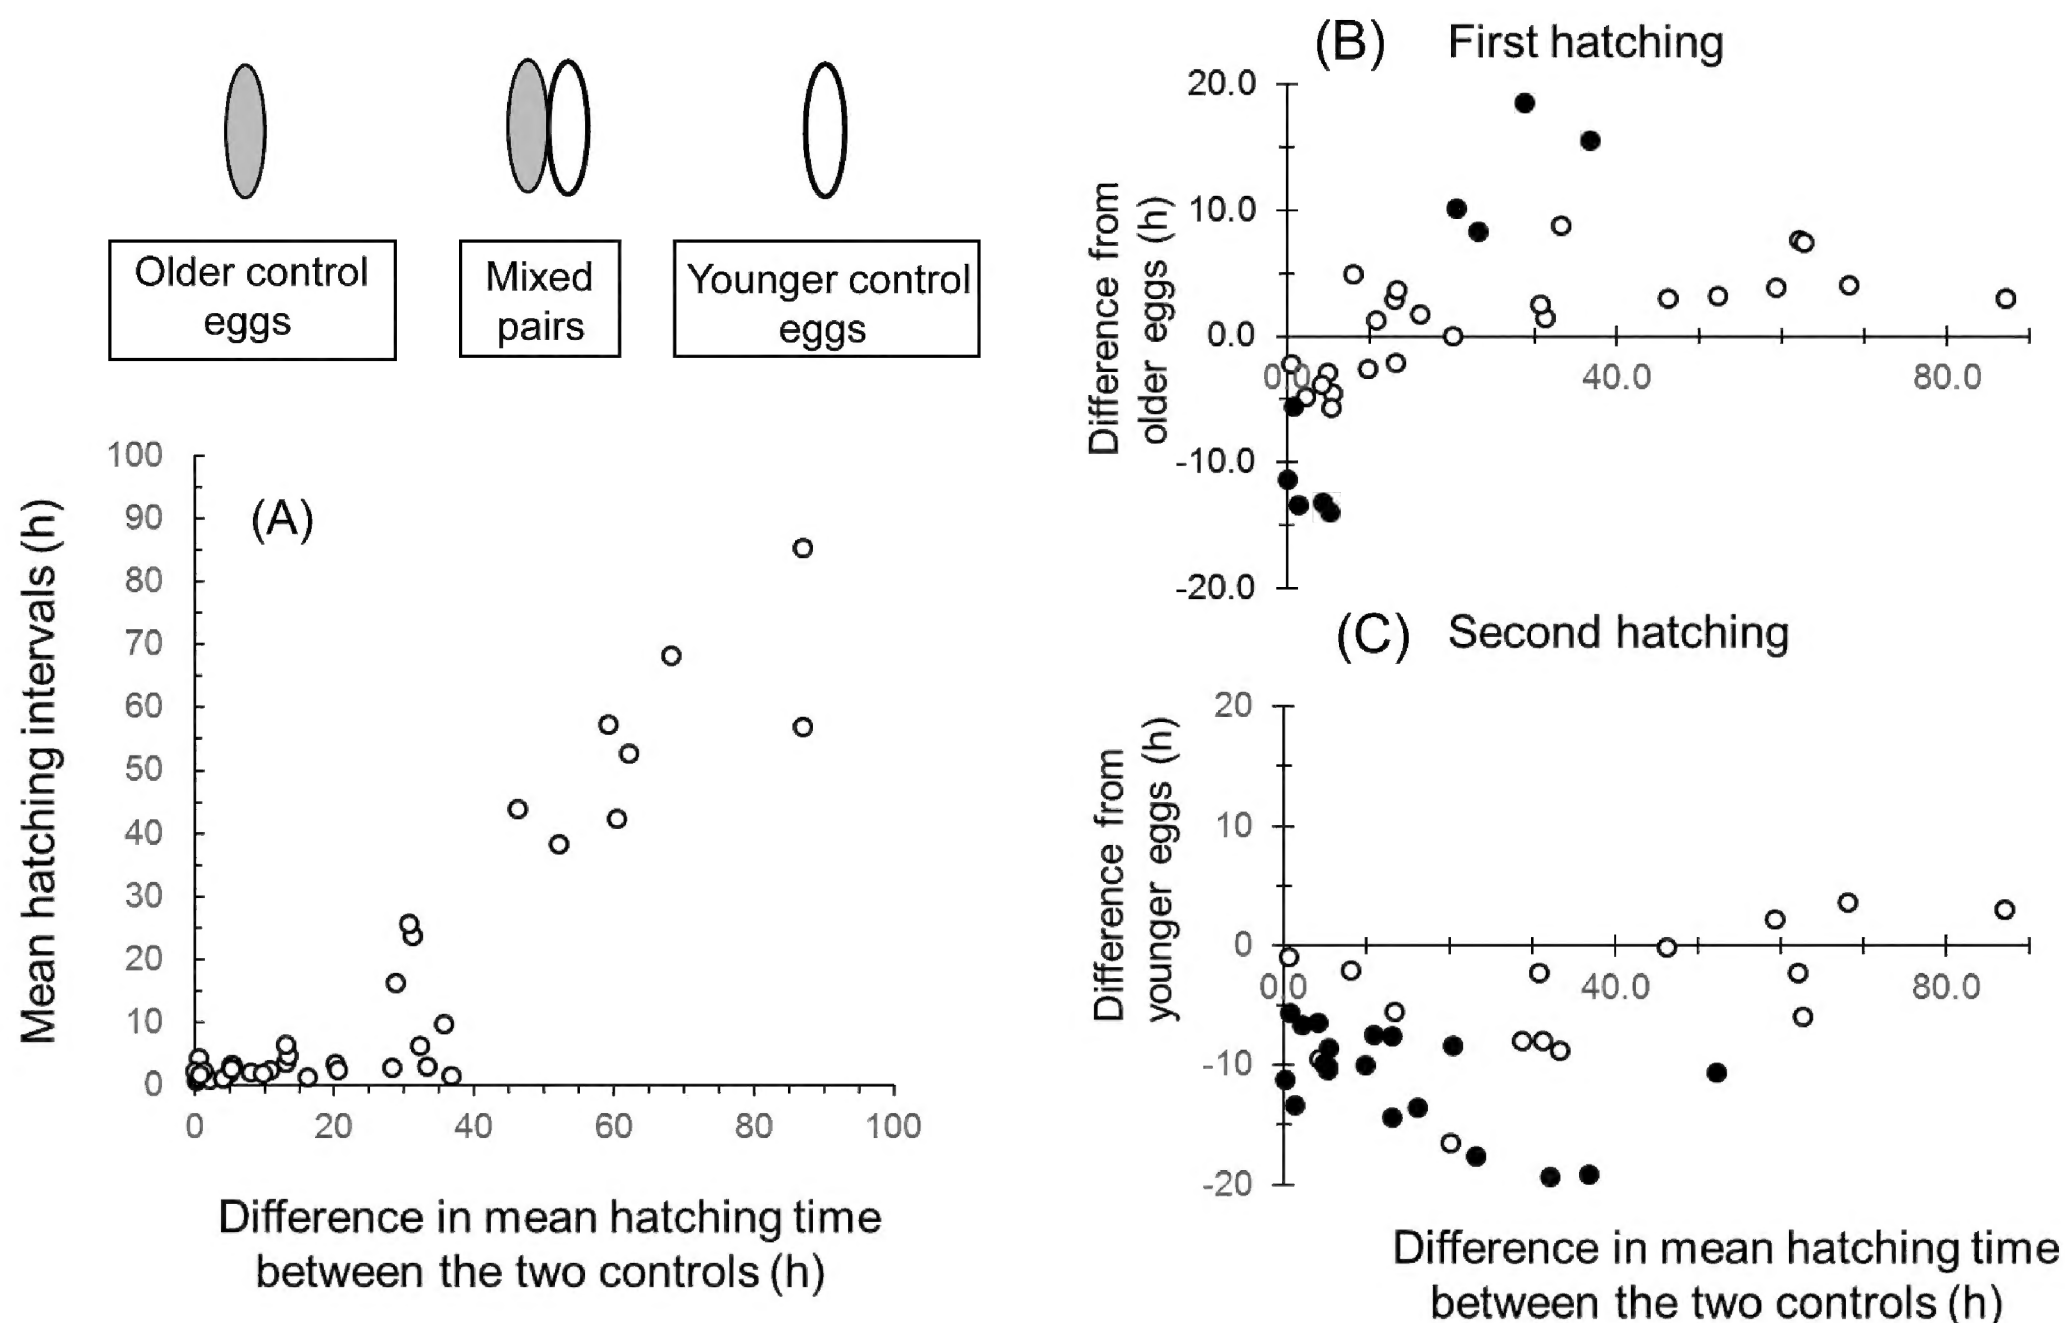 Older control
eggs
Mixed
pairs
Younger control
eggs
(A)
Mean hatching intervals (h)
100
90
80
70
60
50
40
30
20
10
0
0 20 40 60 80 100
Difference in mean hatching time
between the two controls (h)
(B) First hatching
Difference from
older eggs (h)
20.0
10.0
0.0
-10.0
-20.0
0.0 40.0 80.0
(C) Second hatching
Difference from
younger eggs (h)
20
10
0
-10
-20
0.0 40.0 80.0
Difference in mean hatching time
between the two controls (h)